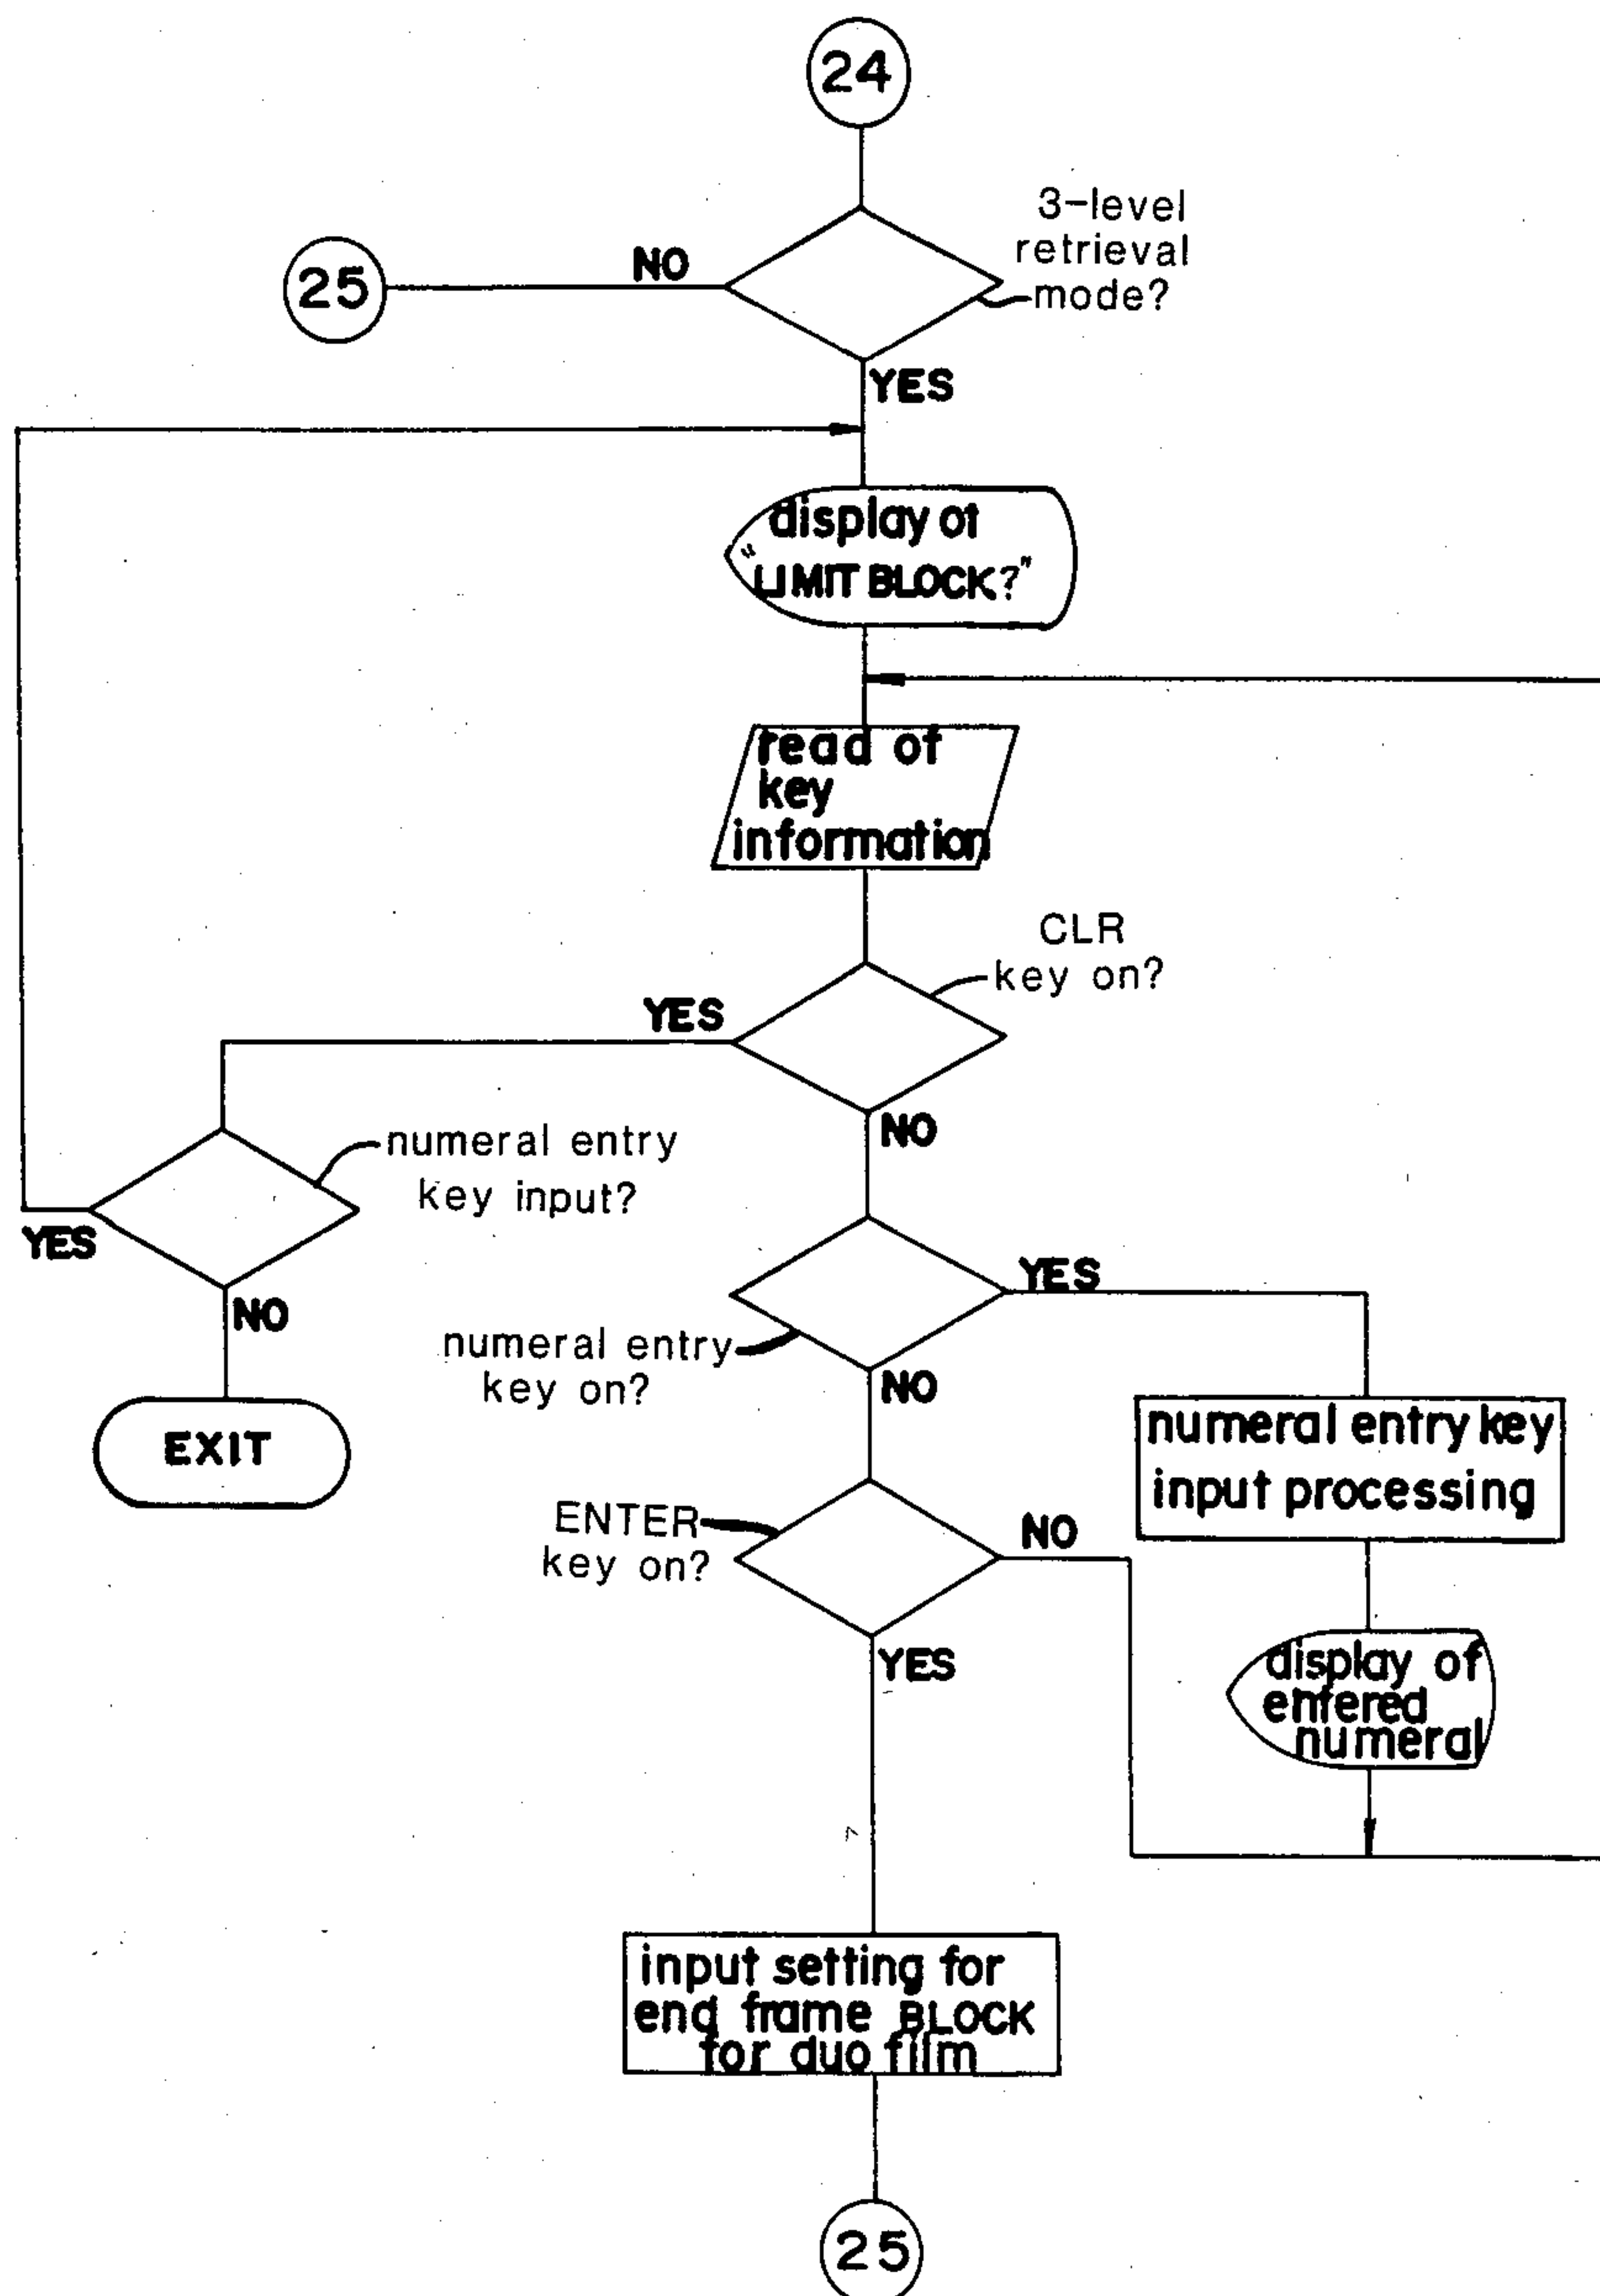 24
3-level
retrieval
mode?
NO
25
YES
display of
"LIMIT BLOCK?"
read of
key
information
CLR
key on?
YES
NO
numeral entry
key input?
YES
NO
EXIT
numeral entry
key on?
YES
NO
numeral entry key
input processing
ENTER
key on?
NO
YES
display of
entered
numeral
input setting for
end frame BLOCK
for duo film
25